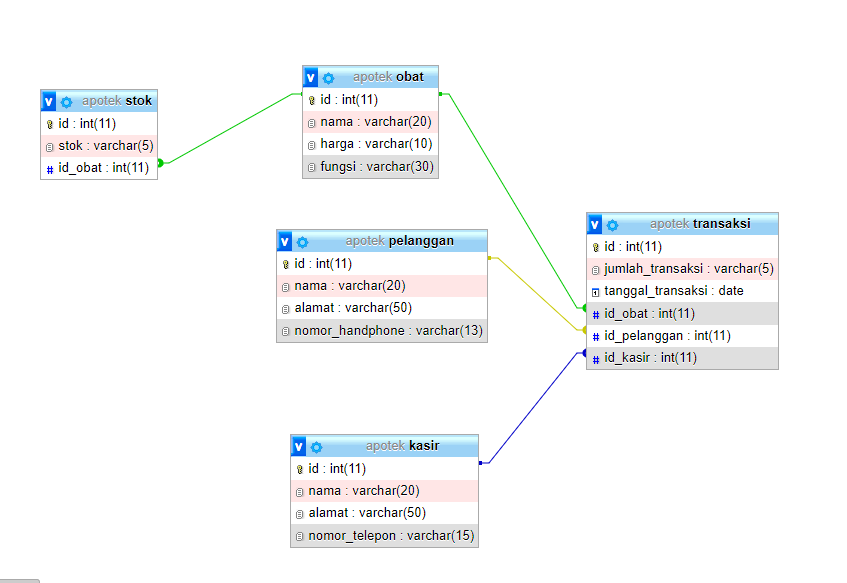 apotek stok
id : int(11)
stok : varchar(5)
id_obat : int(11)
apotek obat
id : int(11)
nama : varchar(20)
harga : varchar(10)
fungsi : varchar(30)
apotek pelanggan
id : int(11)
nama : varchar(20)
alamat : varchar(50)
nomor_handphone : varchar(13)
apotek transaksi
id : int(11)
jumlah_transaksi : varchar(5)
tanggal_transaksi : date
id_obat : int(11)
id_pelanggan : int(11)
id_kasir : int(11)
apotek kasir
id : int(11)
nama : varchar(20)
alamat : varchar(50)
nomor_telepon : varchar(15)